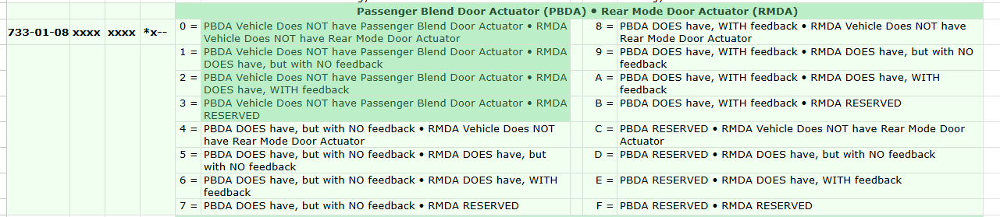 Passenger Blend Door Actuator (PBDA) • Rear Mode Door Actuator (RMDA)
733-01-08 xxxx xxxx *x--
0 = PBDA Vehicle Does NOT have Passenger Blend Door Actuator • RMDA
Vehicle Does NOT have Rear Mode Door Actuator
8 = PBDA DOES have, WITH feedback • RMDA Vehicle Does NOT have
Rear Mode Door Actuator
1 = PBDA Vehicle Does NOT have Passenger Blend Door Actuator • RMDA
DOES have, but with NO feedback
9 = PBDA DOES have, WITH feedback • RMDA DOES have, but with NO
feedback
2 = PBDA Vehicle Does NOT have Passenger Blend Door Actuator • RMDA
DOES have, WITH feedback
A = PBDA DOES have, WITH feedback • RMDA DOES have, WITH
feedback
3 = PBDA Vehicle Does NOT have Passenger Blend Door Actuator • RMDA
RESERVED
B = PBDA DOES have, WITH feedback • RMDA RESERVED
4 = PBDA DOES have, but with NO feedback • RMDA Vehicle Does NOT
have Rear Mode Door Actuator
C = PBDA RESERVED • RMDA Vehicle Does NOT have Rear Mode Door
Actuator
5 = PBDA DOES have, but with NO feedback • RMDA DOES have, but
with NO feedback
D = PBDA RESERVED • RMDA DOES have, but with NO feedback
6 = PBDA DOES have, but with NO feedback • RMDA DOES have, WITH
feedback
E = PBDA RESERVED • RMDA DOES have, WITH feedback
7 = PBDA DOES have, but with NO feedback • RMDA RESERVED
F = PBDA RESERVED • RMDA RESERVED